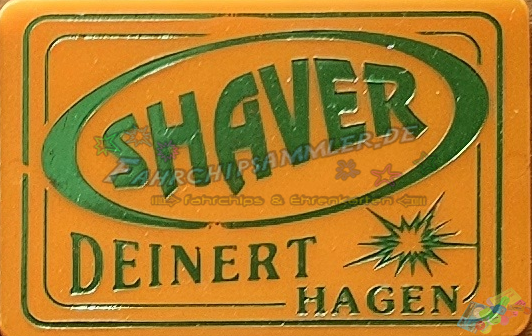 SHAVER
FAHRCHIPSAMMLER.DE
fahrchips & Ehrenkarten
DEINERT
HAGEN